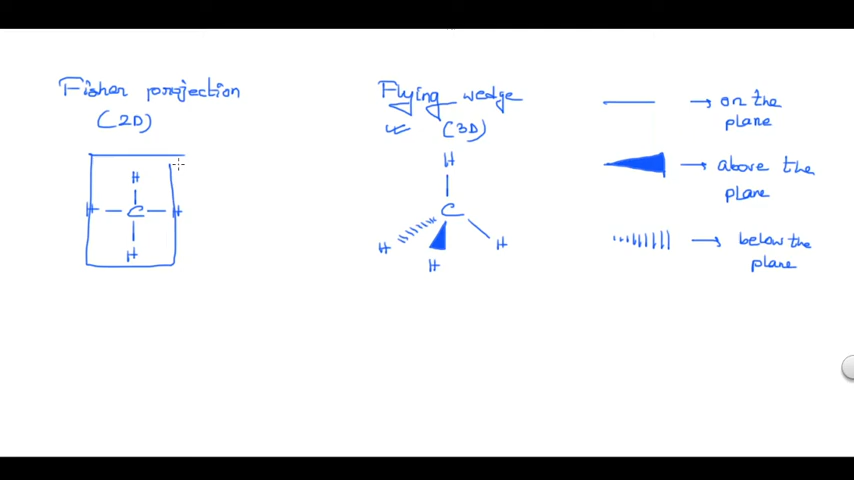 Fisher projection
(2D)
H
H – C – H
H
Flying wedge
(3D)
H
C
H
H
H
→ on the
plane
→ above the
plane
→ below the
plane